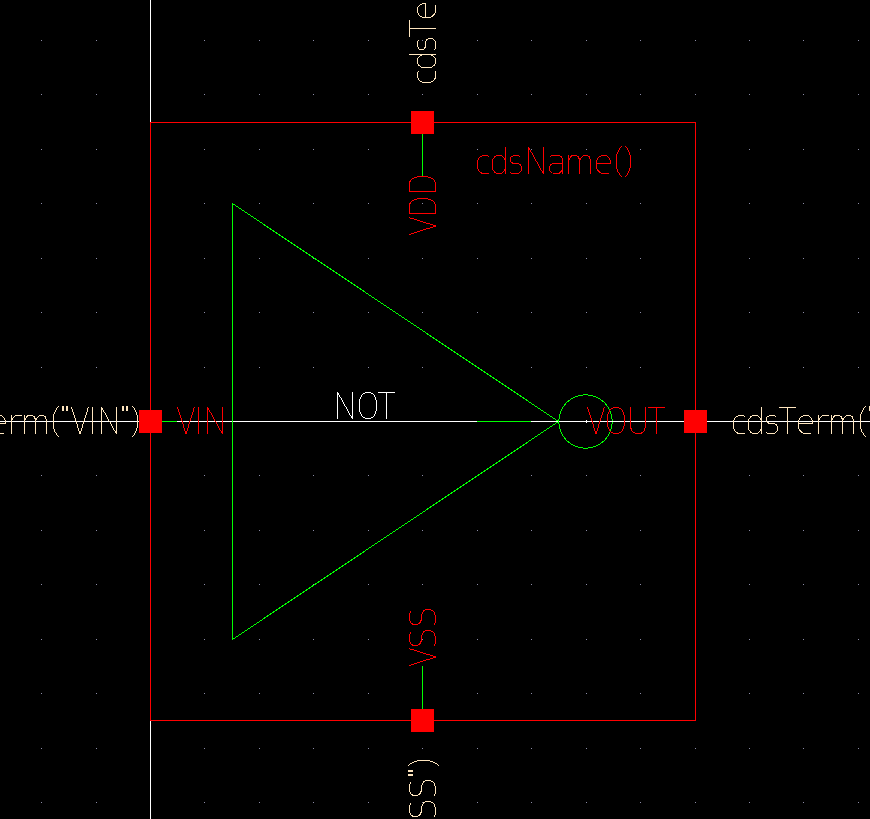 cdsTe
cdsName()
VDD
erm("VIN")
VIN
NOT
VOUT
cdsTerm("
VSS
SS")